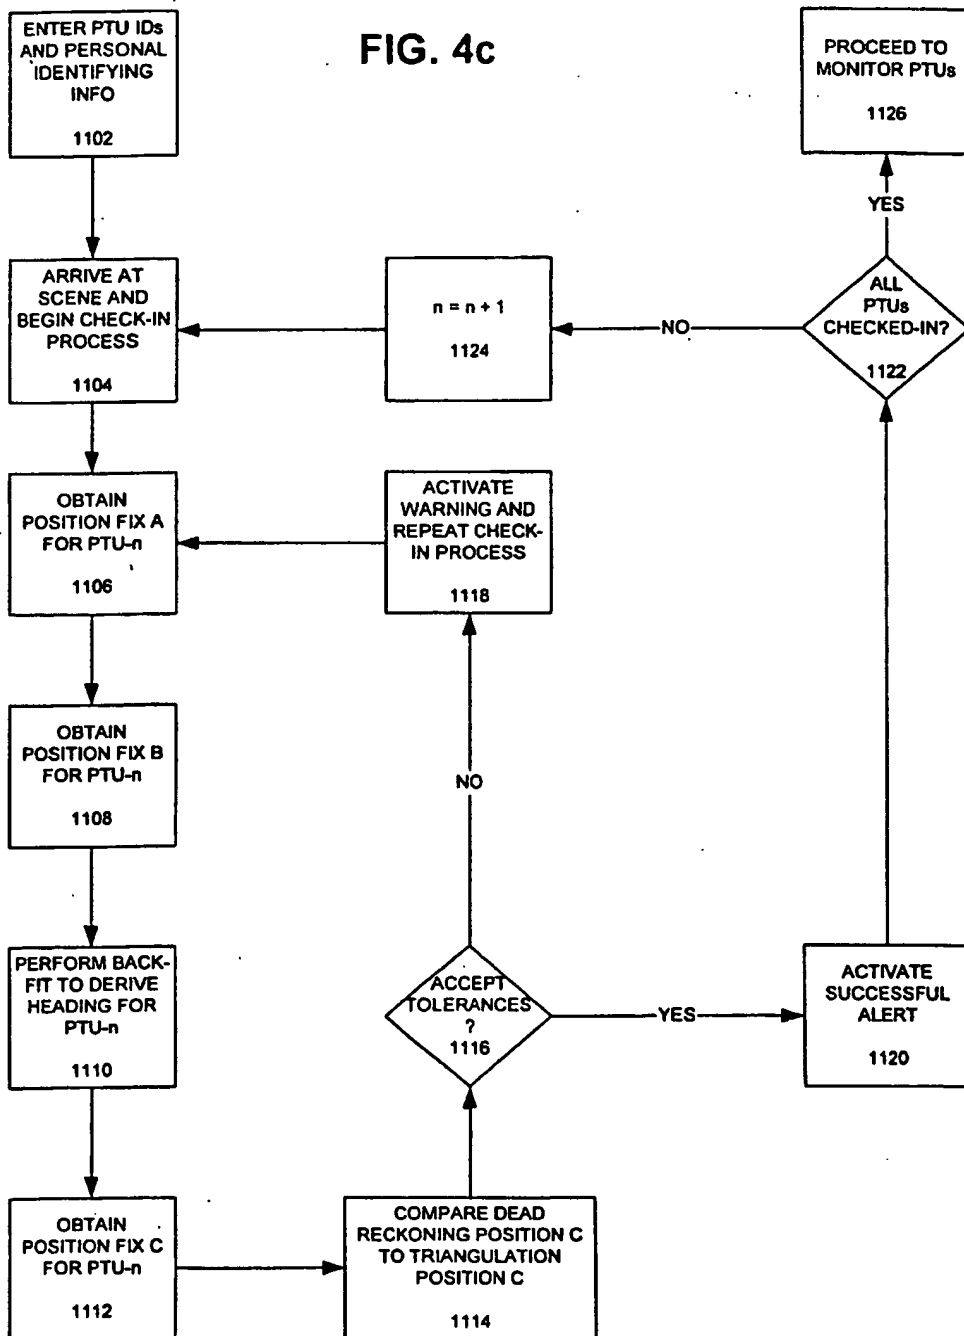 FIG. 4c
ENTER PTU IDs
AND PERSONAL
IDENTIFYING
INFO
1102
PROCEED TO
MONITOR PTUs
1126
YES
ARRIVE AT
SCENE AND
BEGIN CHECK-IN
PROCESS
1104
n = n + 1
1124
NO
ALL
PTUs
CHECKED-IN?
1122
OBTAIN
POSITION FIX A
FOR PTU-n
1106
ACTIVATE
WARNING AND
REPEAT CHECK-
IN PROCESS
1118
OBTAIN
POSITION FIX B
FOR PTU-n
1108
NO
PERFORM BACK-
FIT TO DERIVE
HEADING FOR
PTU-n
1110
ACCEPT
TOLERANCES
?
1116
YES
ACTIVATE
SUCCESSFUL
ALERT
1120
OBTAIN
POSITION FIX C
FOR PTU-n
1112
COMPARE DEAD
RECKONING POSITION C
TO TRIANGULATION
POSITION C
1114